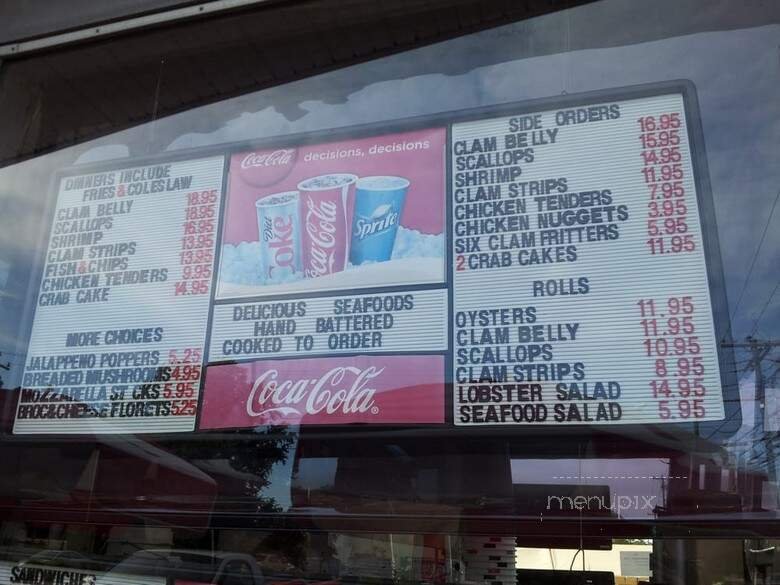 DINNERS INCLUDE
FRIES & COLESLAW
CLAM BELLY 18.95
SCALLOPS 18.95
SHRIMP 16.95
CLAM STRIPS 13.95
FISH & CHIPS 13.95
CHICKEN TENDERS 9.95
CRAB CAKE 14.95
MORE CHOICES
JALAPPENO POPPERS 5.25
BREADED MUSHROOMS 4.95
MOZZARELLA ST CKS 5.95
BROC&CHEESE FLORETS 525
Coca-Cola decisions, decisions
Diet Coke
Coca-Cola
Sprite
DELICIOUS SEAFOODS
HAND BATTERED
COOKED TO ORDER
Coca-Cola®
SIDE ORDERS
CLAM BELLY 16.95
SCALLOPS 15.95
SHRIMP 14.95
CLAM STRIPS 11.95
CHICKEN TENDERS 7.95
CHICKEN NUGGETS 3.95
SIX CLAM FRITTERS 5.95
2 CRAB CAKES 11.95
ROLLS
OYSTERS 11.95
CLAM BELLY 11.95
SCALLOPS 10.95
CLAM STRIPS 8.95
LOBSTER SALAD 14.95
SEAFOOD SALAD 5.95
menupix
SANDWICHES